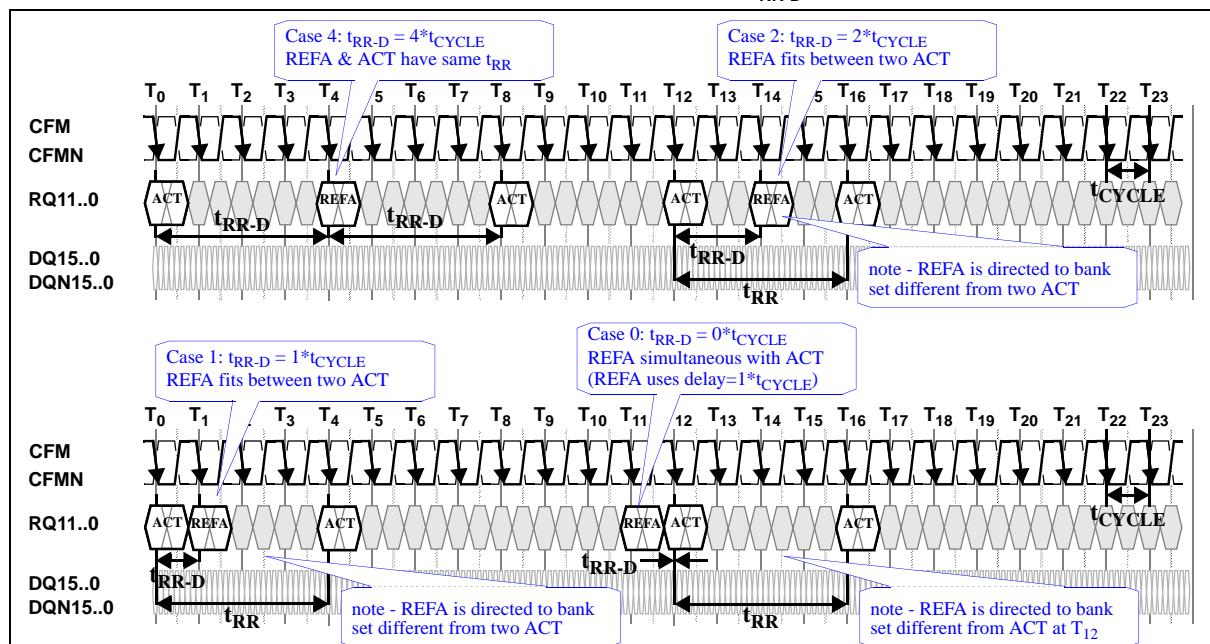 RR-D
Case 4: tRR-D = 4*tCYCLE
REFA & ACT have same tRR
Case 2: tRR-D = 2*tCYCLE
REFA fits between two ACT
T0 T1 T2 T3 T4 T5 T6 T7 T8 T9 T10 T11 T12 T13 T14 5 T16 T17 T18 T19 T20 T21 T22 T23
CFM
CFMN
RQ11..0 ACT REFA ACT ACT REFA ACT tCYCLE
tRR-D tRR-D tRR-D
DQ15..0
DQN15..0
tRR
note - REFA is directed to bank
set different from two ACT
Case 1: tRR-D = 1*tCYCLE
REFA fits between two ACT
Case 0: tRR-D = 0*tCYCLE
REFA simultaneous with ACT
(REFA uses delay=1*tCYCLE)
T0 T1 T3 T4 T5 T6 T7 T8 T9 T10 T11 12 T13 T14 T15 T16 T17 T18 T19 T20 T21 T22 T23
CFM
CFMN
RQ11..0 ACT REFA ACT REFA ACT ACT tCYCLE
tRR-D tRR-D
DQ15..0
DQN15..0
tRR tRR
note - REFA is directed to bank
set different from two ACT
note - REFA is directed to bank
set different from ACT at T12